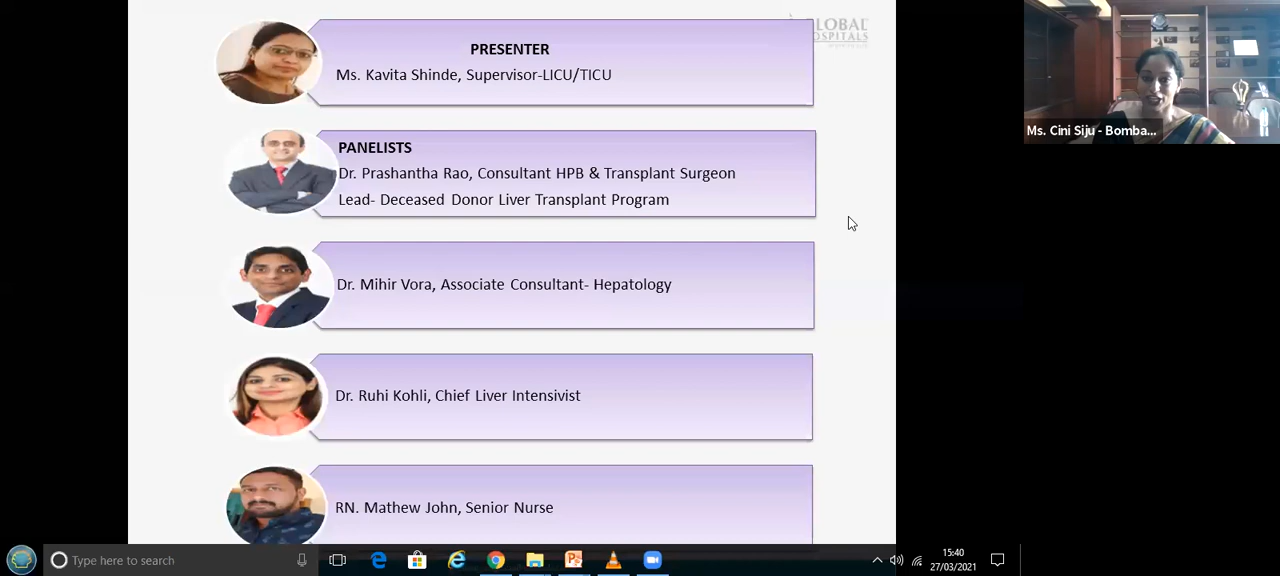 GLOBAL
HOSPITALS
PRESENTER
Ms. Kavita Shinde, Supervisor-LICU/TICU
PANELISTS
Dr. Prashantha Rao, Consultant HPB & Transplant Surgeon
Lead- Deceased Donor Liver Transplant Program
Dr. Mihir Vora, Associate Consultant- Hepatology
Dr. Ruhi Kohli, Chief Liver Intensivist
RN. Mathew John, Senior Nurse
Ms. Cini Siju - Bomba...
Type here to search
15:40
27/03/2021